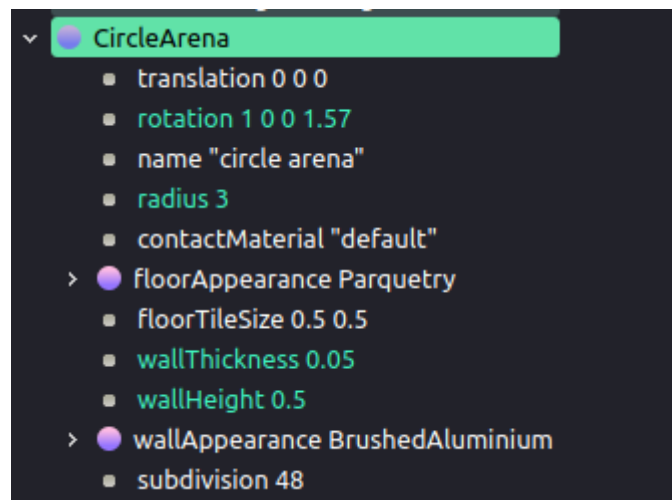 CircleArena
translation 0 0 0
rotation 1 0 0 1.57
name "circle arena"
radius 3
contactMaterial "default"
floorAppearance Parquetry
floorTileSize 0.5 0.5
wallThickness 0.05
wallHeight 0.5
wallAppearance BrushedAluminium
subdivision 48